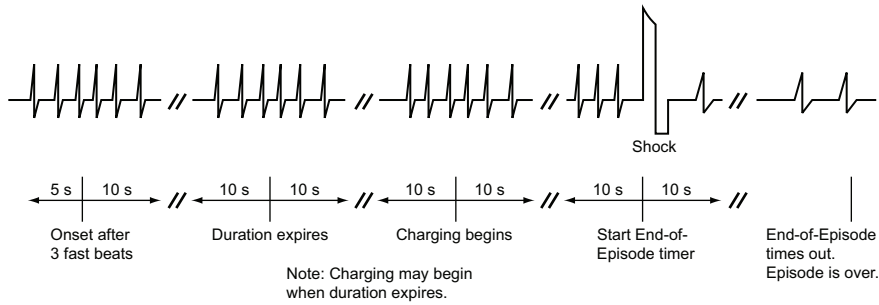 Shock
5 s
10 s
10 s
10 s
10 s
10 s
10 s
10 s
Onset after
3 fast beats
Duration expires
Charging begins
Start End-of-
Episode timer
End-of-Episode
times out.
Episode is over.
Note: Charging may begin
when duration expires.